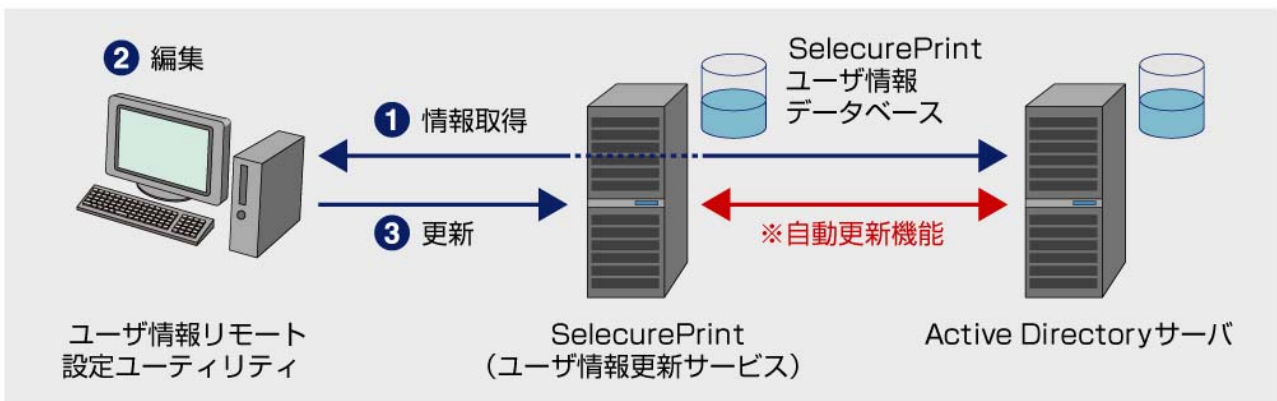 ❷ 編集
SelecurePrint
ユーザ情報
データベース
❶ 情報取得
❸ 更新
※自動更新機能
ユーザ情報リモート
設定ユーティリティ
SelecurePrint
（ユーザ情報更新サービス）
Active Directoryサーバ